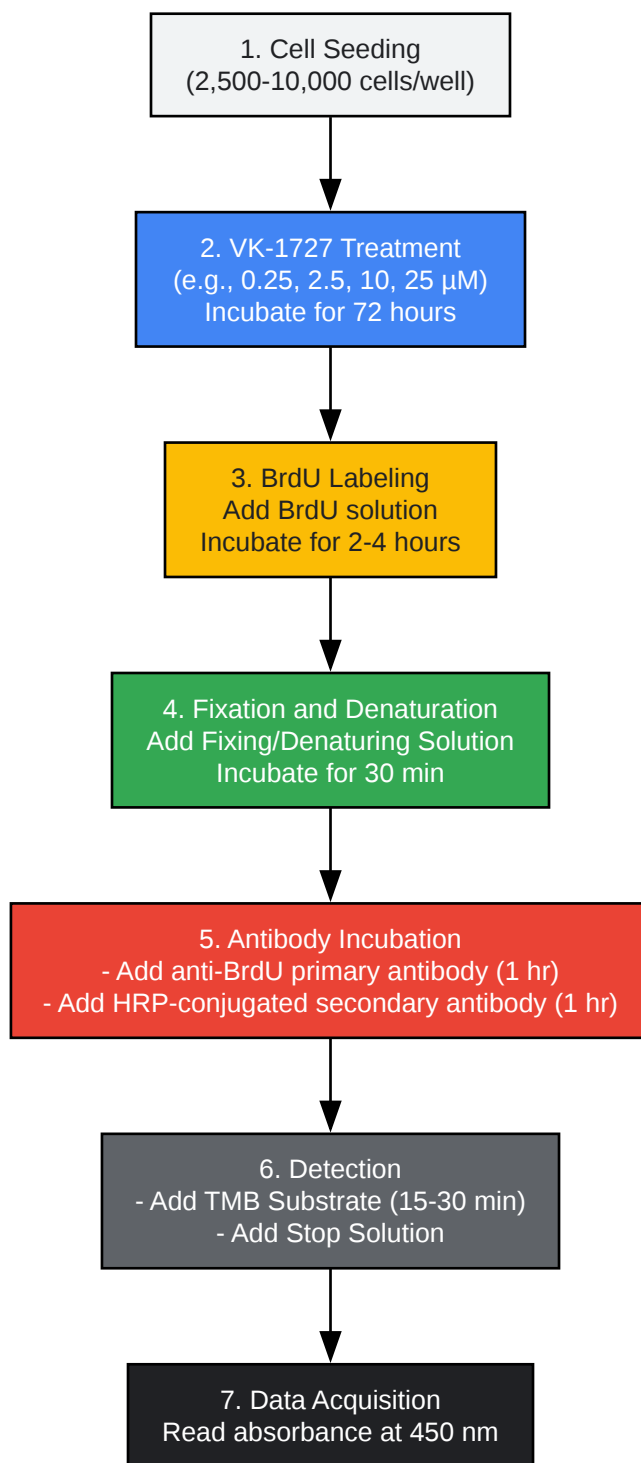 1. Cell Seeding
(2,500-10,000 cells/well)
2. VK-1727 Treatment
(e.g., 0.25, 2.5, 10, 25 µM)
Incubate for 72 hours
3. BrdU Labeling
Add BrdU solution
Incubate for 2-4 hours
4. Fixation and Denaturation
Add Fixing/Denaturing Solution
Incubate for 30 min
5. Antibody Incubation
- Add anti-BrdU primary antibody (1 hr)
- Add HRP-conjugated secondary antibody (1 hr)
6. Detection
- Add TMB Substrate (15-30 min)
- Add Stop Solution
7. Data Acquisition
Read absorbance at 450 nm